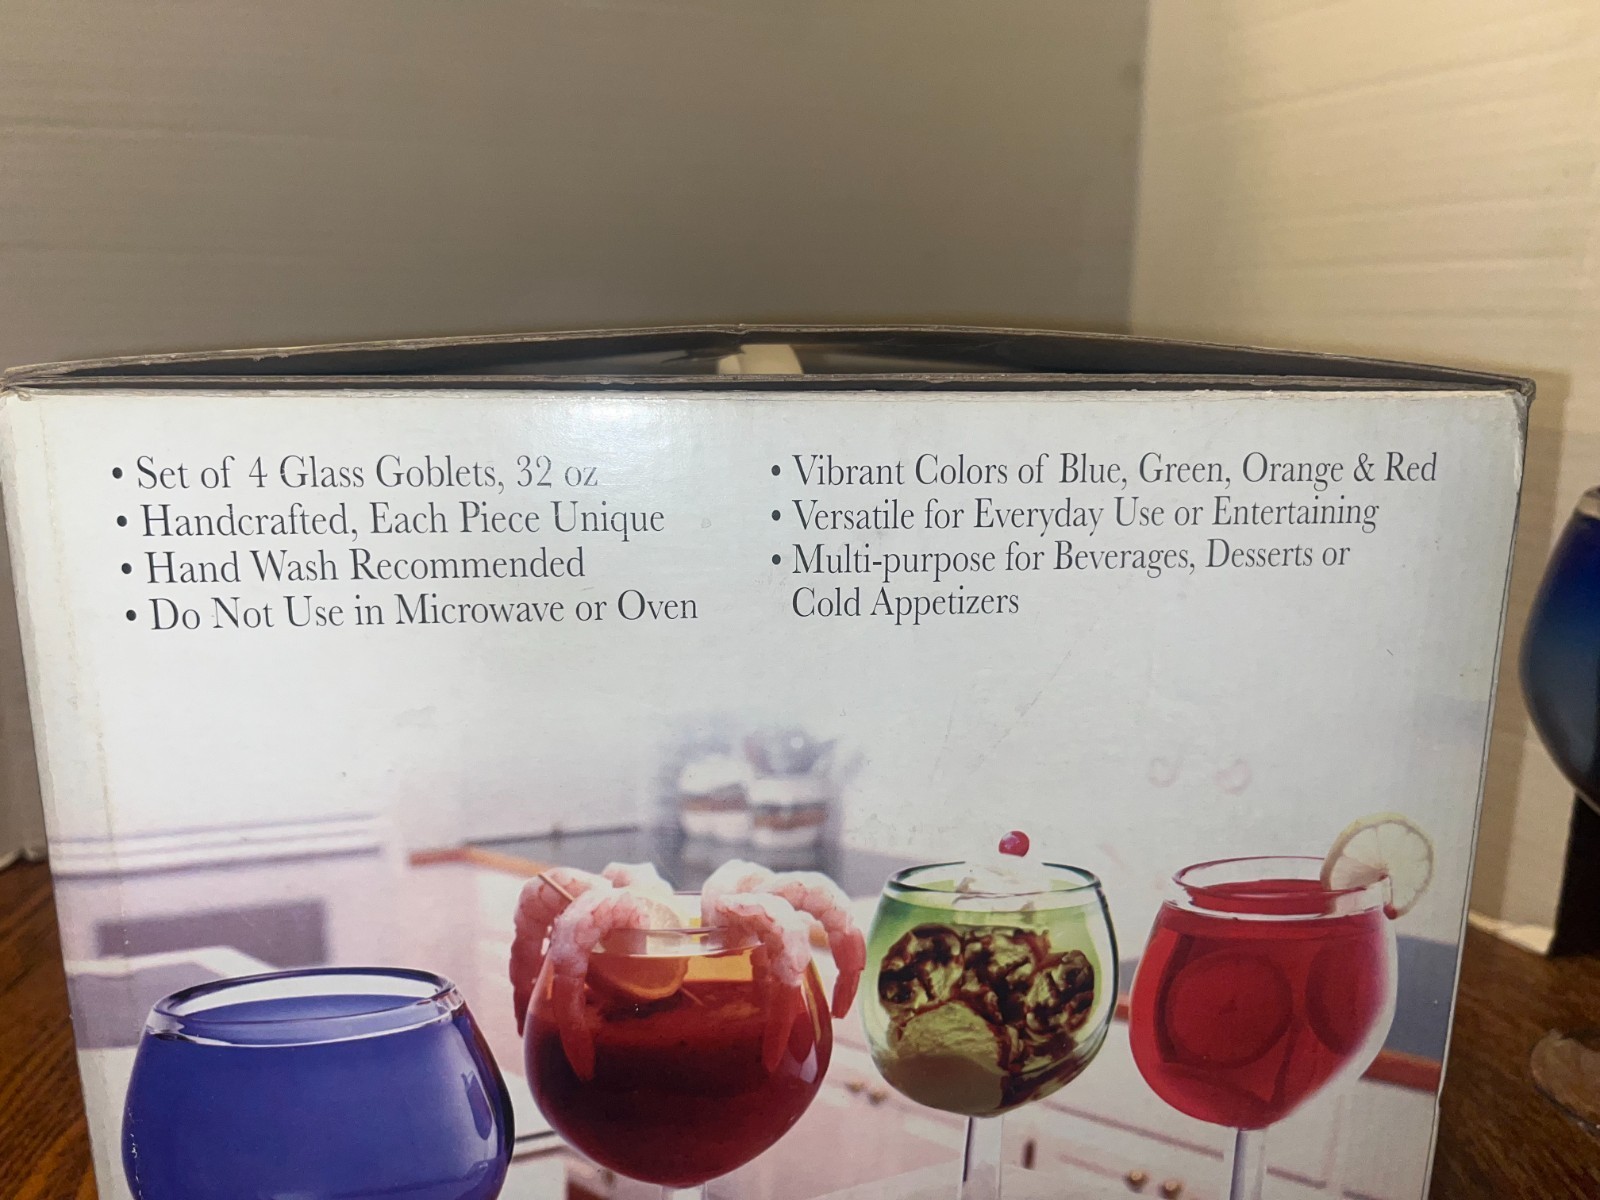 • Set of 4 Glass Goblets, 32 oz
• Handcrafted, Each Piece Unique
• Hand Wash Recommended
• Do Not Use in Microwave or Oven
• Vibrant Colors of Blue, Green, Orange & Red
• Versatile for Everyday Use or Entertaining
• Multi-purpose for Beverages, Desserts or
Cold Appetizers